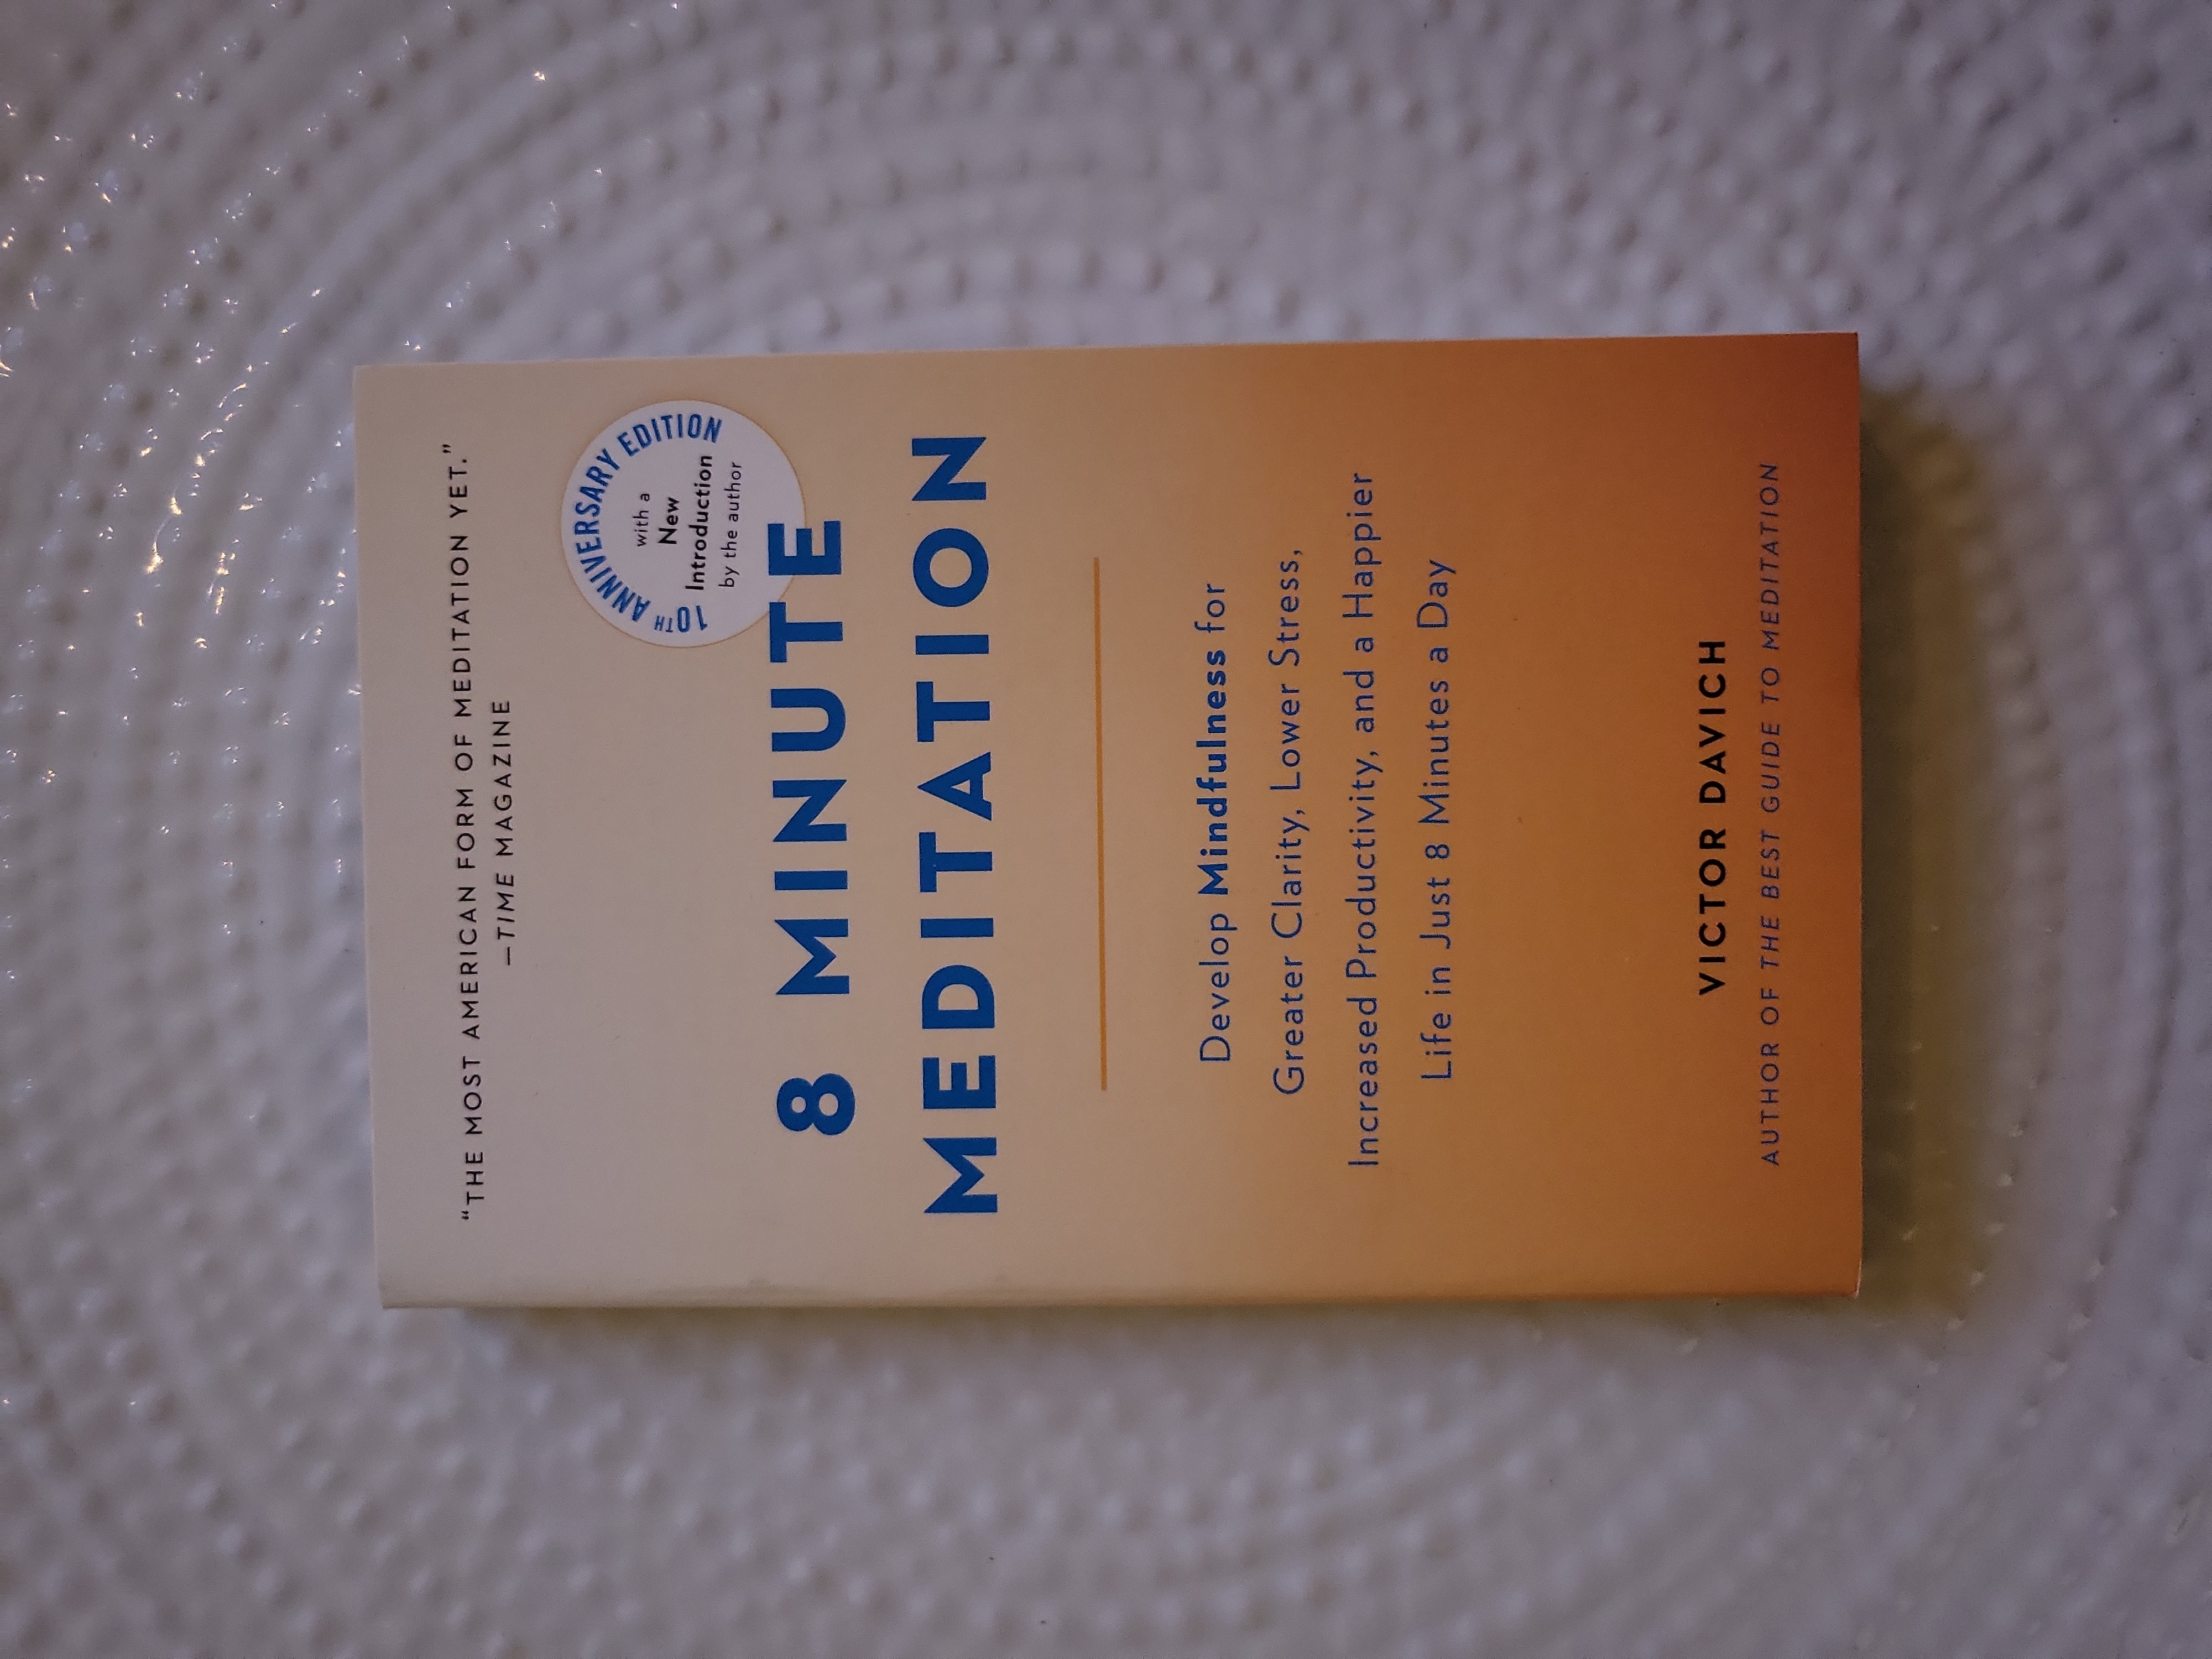 “THE MOST AMERICAN FORM OF MEDITATION YET.”
—TIME MAGAZINE
10TH ANNIVERSARY EDITION
with a
New
Introduction
by the author
8 MINUTE
MEDITATION
Develop Mindfulness for
Greater Clarity, Lower Stress,
Increased Productivity, and a Happier
Life in Just 8 Minutes a Day
VICTOR DAVICH
AUTHOR OF THE BEST GUIDE TO MEDITATION